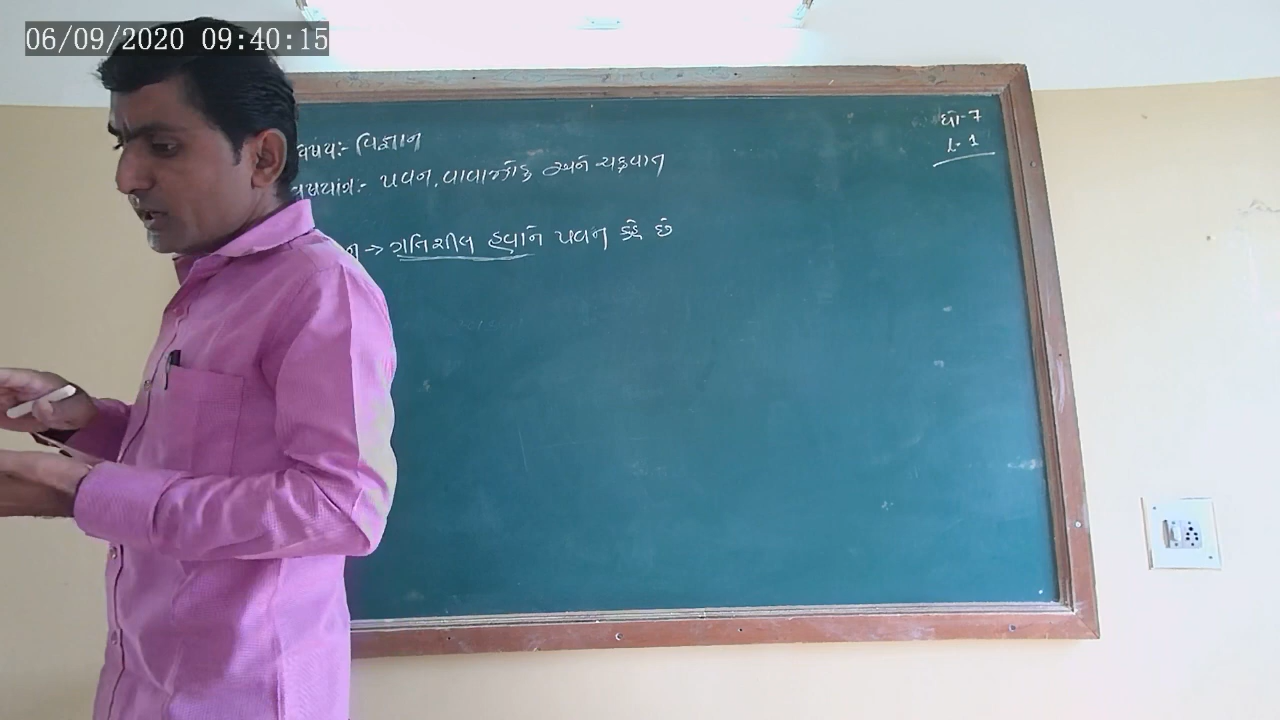 06/09/2020 09:40:15
ધો-7
L-1
વિષય:- વિજ્ઞાન
પવન, વાવાઝોડુ અને ચક્રવાત
→ ગતિશીલ હવાને પવન કહે છે